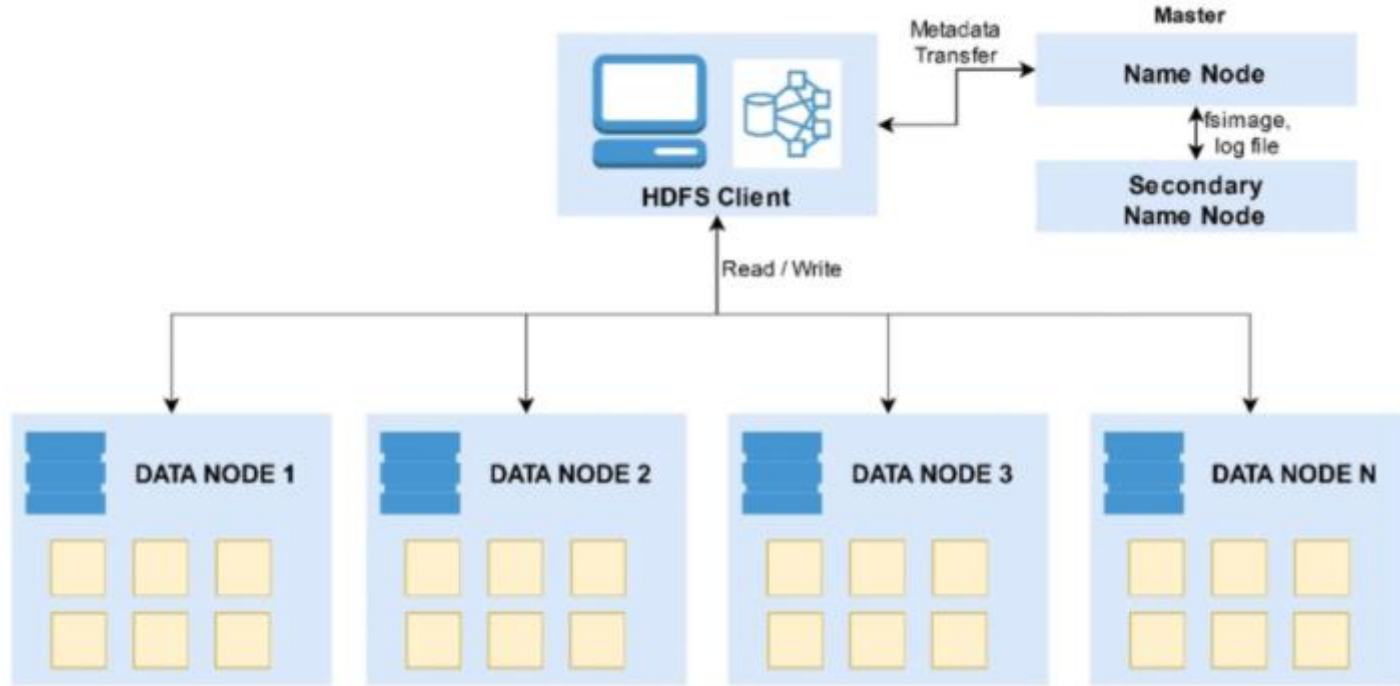 Master
Metadata
Transfer
Name Node
fsimage,
log file
HDFS Client
Secondary
Name Node
Read / Write
DATA NODE 1
DATA NODE 2
DATA NODE 3
DATA NODE N